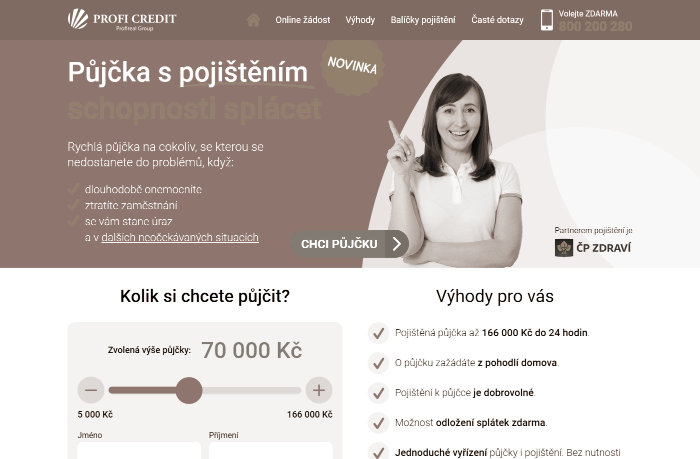 PROFI CREDIT
Profireal Group
Online žádost
Výhody
Balíčky pojištění
Časté dotazy
Volejte ZDARMA
800 200 280
Půjčka s pojištěním
schopnosti splácet
NOVINKA
Rychlá půjčka na cokoliv, se kterou se
nedostanete do problémů, když:
dlouhodobě onemocníte
ztratíte zaměstnání
se vám stane úraz
a v dalších neočekávaných situacích
CHCI PŮJČKU
Partnerem pojištění je
ČP ZDRAVÍ
Kolik si chcete půjčit?
Zvolená výše půjčky: 70 000 Kč
5 000 Kč
166 000 Kč
Jméno
Příjmení
Výhody pro vás
Pojištěná půjčka až 166 000 Kč do 24 hodin.
O půjčku zažádáte z pohodlí domova.
Pojištění k půjčce je dobrovolné.
Možnost odložení splátek zdarma.
Jednoduché vyřízení půjčky i pojištění. Bez nutnosti